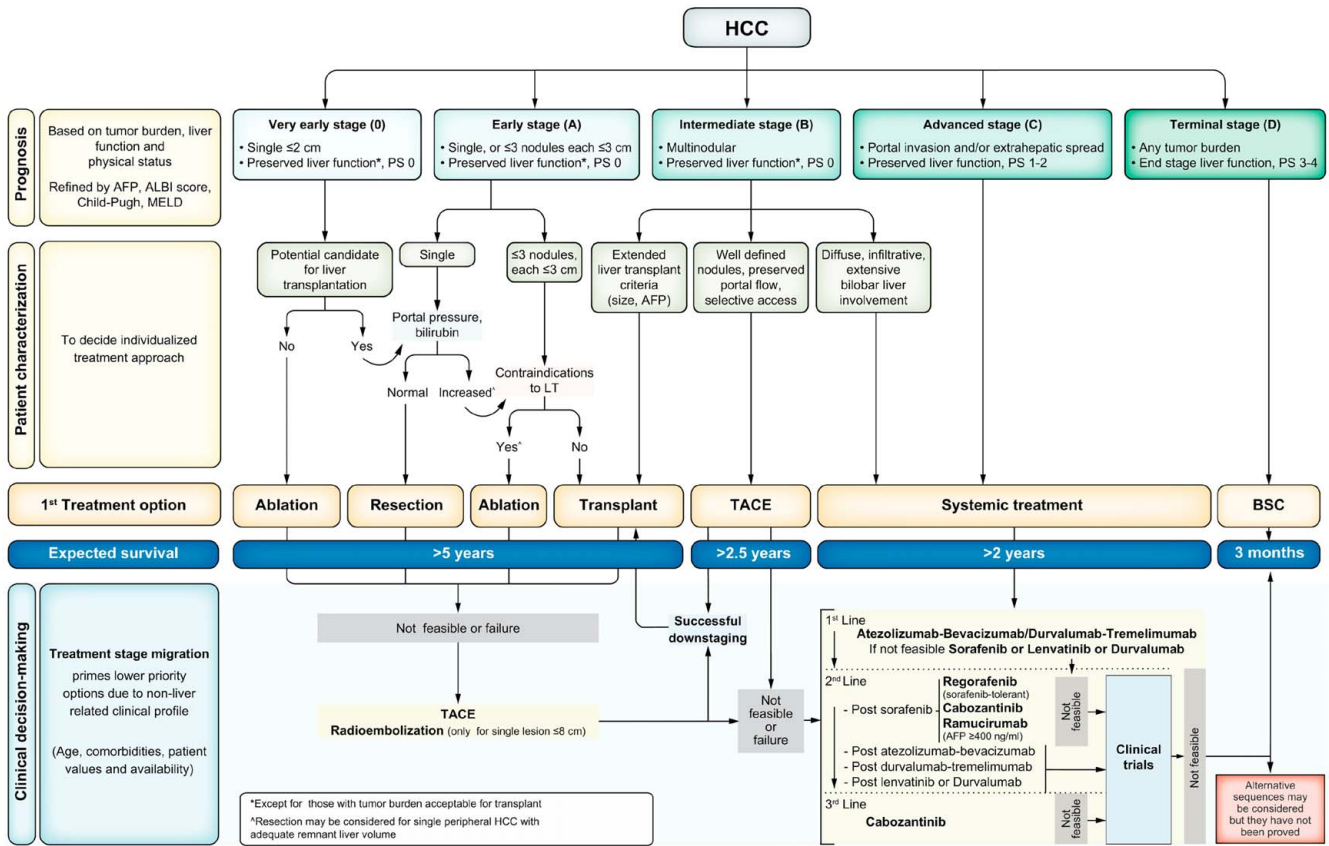 HCC
Prognosis
Based on tumor burden, liver
function and
physical status
Refined by AFP, ALBI score,
Child-Pugh, MELD
Very early stage (0)
• Single ≤2 cm
• Preserved liver function*, PS 0
Early stage (A)
• Single, or ≤3 nodules each ≤3 cm
• Preserved liver function*, PS 0
Intermediate stage (B)
• Multinodular
• Preserved liver function*, PS 0
Advanced stage (C)
• Portal invasion and/or extrahepatic spread
• Preserved liver function, PS 1-2
Terminal stage (D)
• Any tumor burden
• End stage liver function, PS 3-4
Patient characterization
To decide individualized
treatment approach
Potential candidate
for liver
transplantation
Single
≤3 nodules,
each ≤3 cm
Extended
liver transplant
criteria
(size, AFP)
Well defined
nodules, preserved
portal flow,
selective access
Diffuse, infiltrative,
extensive
bilobar liver
involvement
No
Yes
Portal pressure,
bilirubin
Normal
Increased^
Contraindications
to LT
Yes^
No
1st Treatment option
Ablation
Resection
Ablation
Transplant
TACE
Systemic treatment
BSC
Expected survival
>5 years
>2.5 years
>2 years
3 months
Clinical decision-making
Treatment stage migration
primes lower priority
options due to non-liver
related clinical profile
(Age, comorbidities, patient
values and availability)
Not feasible or failure
Successful
downstaging
TACE
Radioembolization (only for single lesion ≤8 cm)
Not
feasible
or
failure
1st Line
Atezolizumab-Bevacizumab/Durvalumab-Tremelimumab
If not feasible Sorafenib or Lenvatinib or Durvalumab
2nd Line
- Post sorafenib
Regorafenib
(sorafenib-tolerant)
Cabozantinib
Ramucirumab
(AFP ≥400 ng/ml)
Not
feasible
- Post atezolizumab-bevacizumab
- Post durvalumab-tremelimumab
- Post lenvatinib or Durvalumab
3rd Line
Cabozantinib
Not
feasible
Clinical
trials
Not feasible
Alternative
sequences may
be considered
but they have not
been proved
*Except for those with tumor burden acceptable for transplant
^Resection may be considered for single peripheral HCC with
adequate remnant liver volume